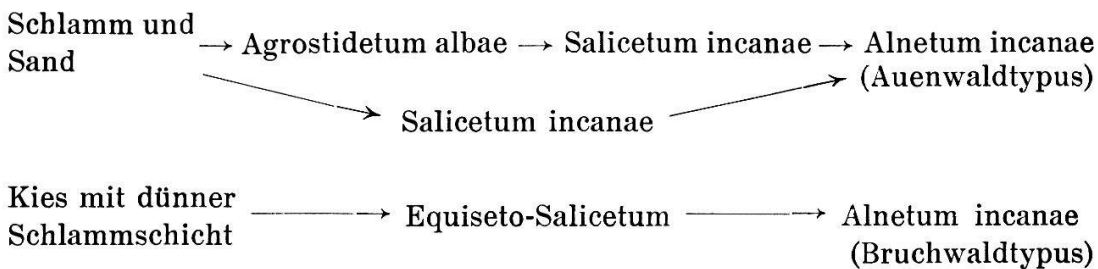 Schlamm und
Sand → Agrostidetum albae → Salicetum incanae → Alnetum incanae
(Auenwaldtypus)
Salicetum incanae
Kies mit dünner
Schlammschicht → Equiseto-Salicetum → Alnetum incanae
(Bruchwaldtypus)